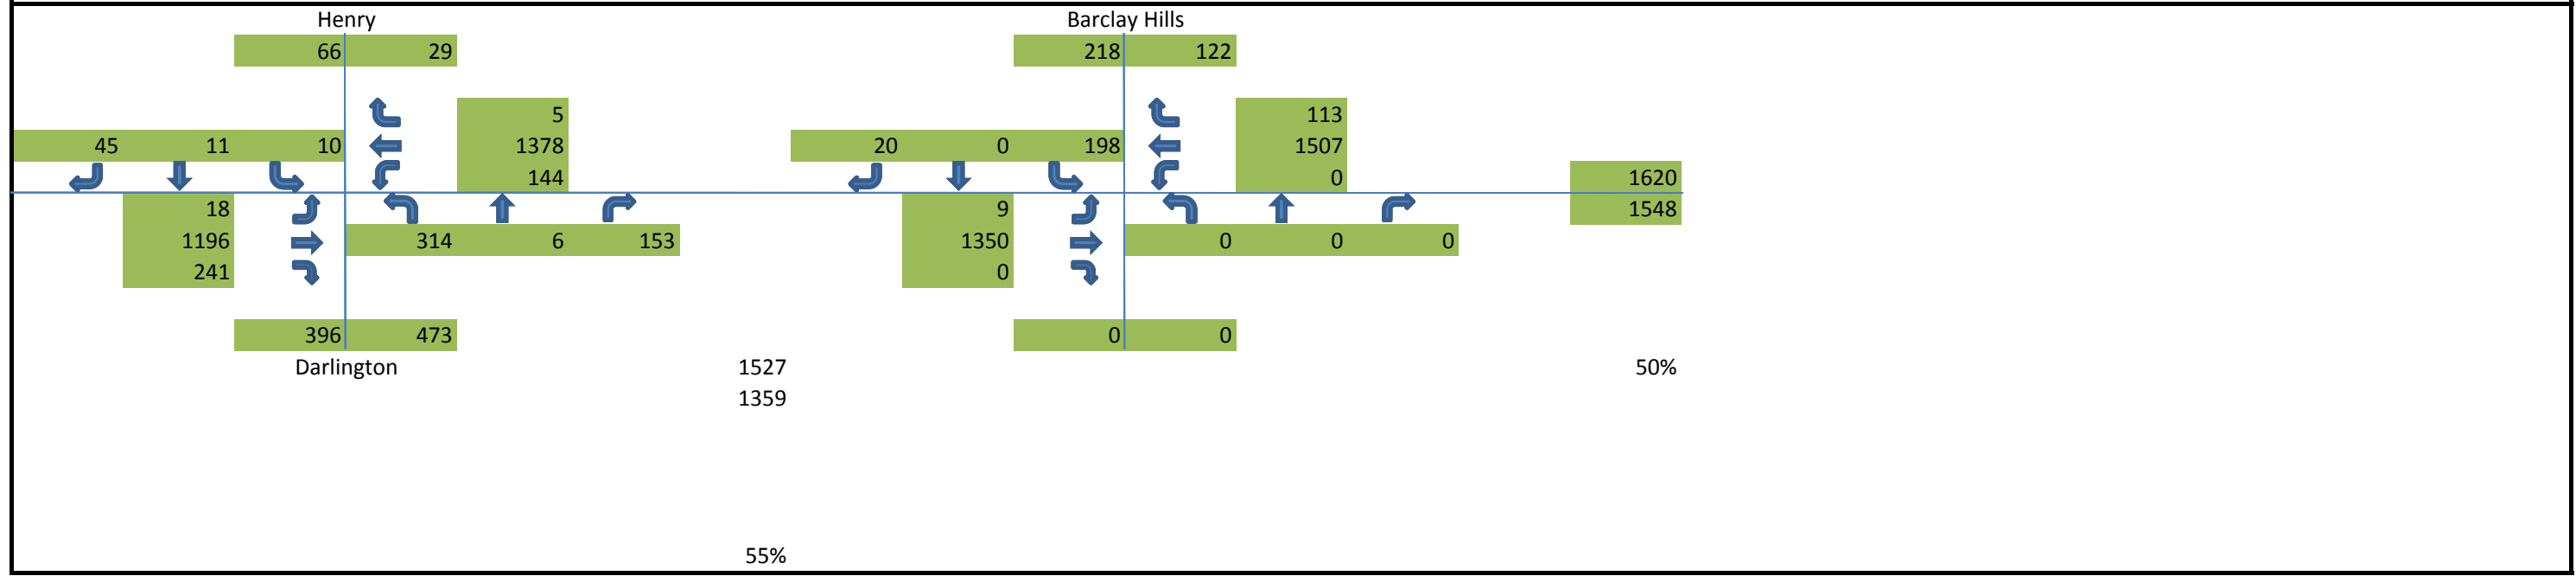 Henry Barclay Hills
66 29 218 122
5 113
45 11 10 1378 20 0 198 1507
144 0 1620
18 9 1548
1196 314 6 153 1350 0 0 0
241 0
396 473 0 0
Darlington 1527 50%
1359
55%